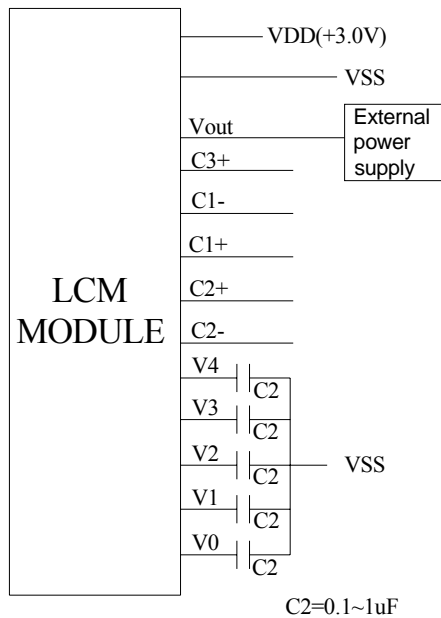 VDD(+3.0V)
VSS
Vout
External
power
supply
C3+
C1-
C1+
C2+
C2-
LCM
MODULE
V4
C2
V3
C2
V2
C2
VSS
V1
C2
V0
C2
C2=0.1~1uF